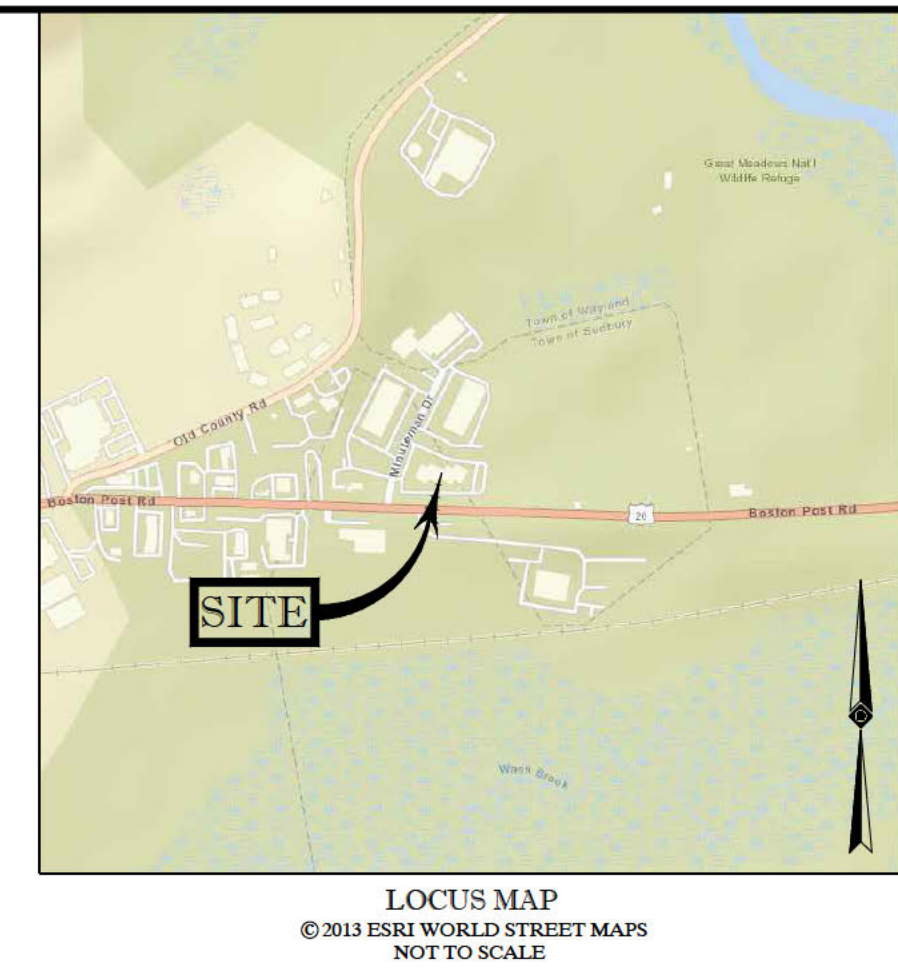 Great Meadows Nat'l
Wildlife Refuge
Town of Wayland
Town of Sudbury
Old County Rd
Minuteman Dr
Boston Post Rd
20
Boston Post Rd
SITE
Wash Brook
LOCUS MAP
© 2013 ESRI WORLD STREET MAPS
NOT TO SCALE